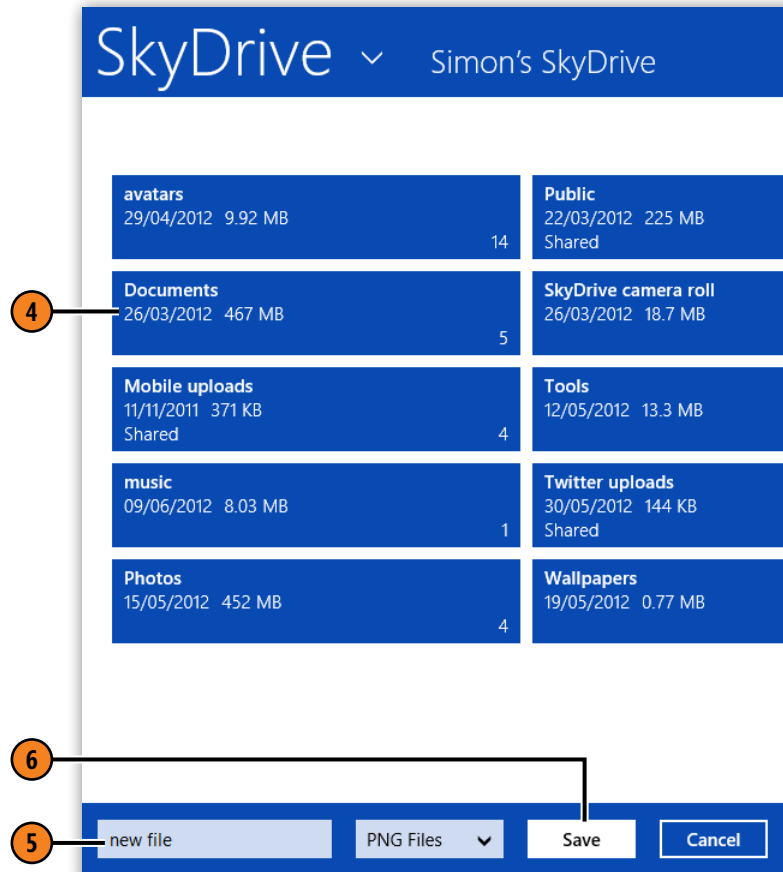 SkyDrive Simon's SkyDrive
avatars
29/04/2012 9.92 MB
14
Public
22/03/2012 225 MB
Shared
4
Documents
26/03/2012 467 MB
5
SkyDrive camera roll
26/03/2012 18.7 MB
Mobile uploads
11/11/2011 371 KB
Shared
4
Tools
12/05/2012 13.3 MB
music
09/06/2012 8.03 MB
1
Twitter uploads
30/05/2012 144 KB
Shared
Photos
15/05/2012 452 MB
4
Wallpapers
19/05/2012 0.77 MB
6
5
new file PNG Files Save Cancel